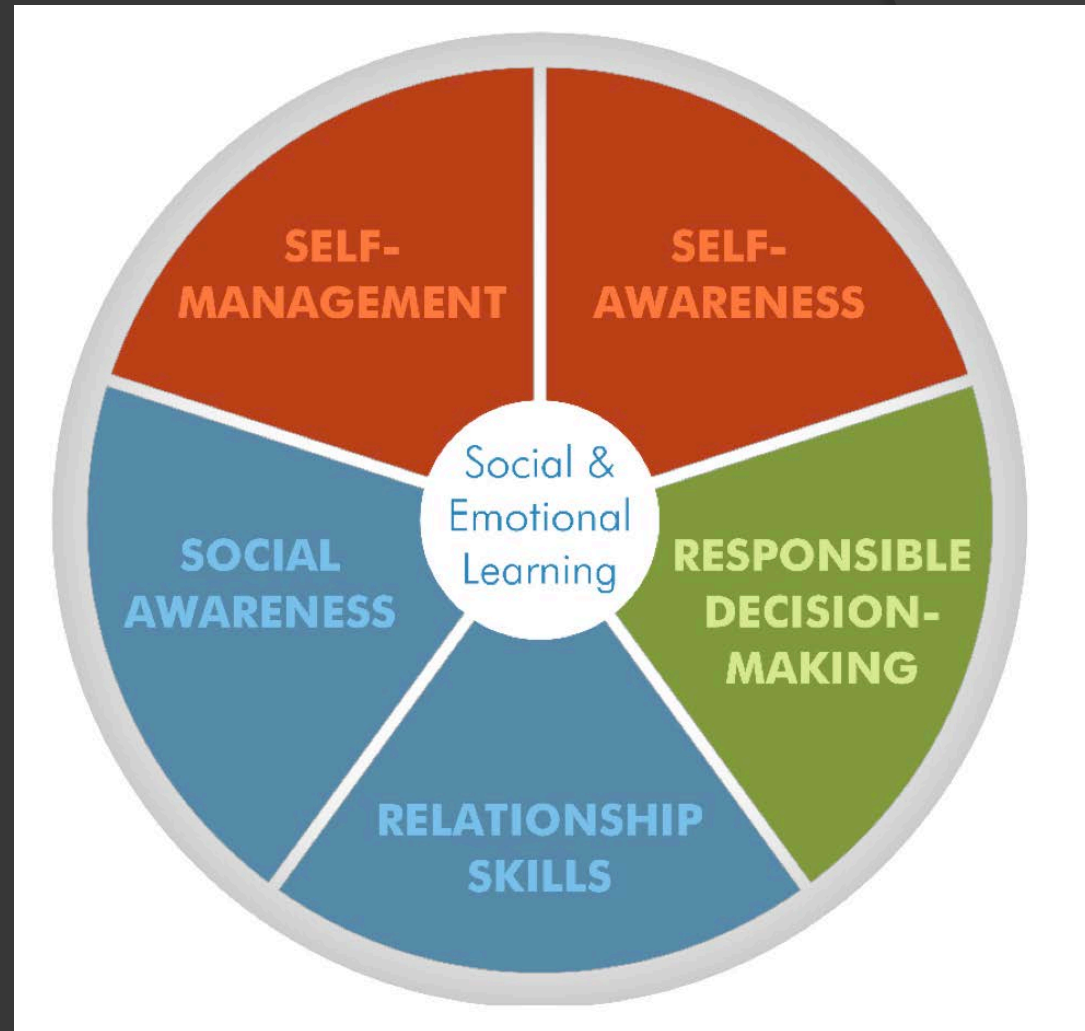 SELF-
MANAGEMENT
SELF-
AWARENESS
Social &
Emotional
Learning
SOCIAL
AWARENESS
RESPONSIBLE
DECISION-
MAKING
RELATIONSHIP
SKILLS